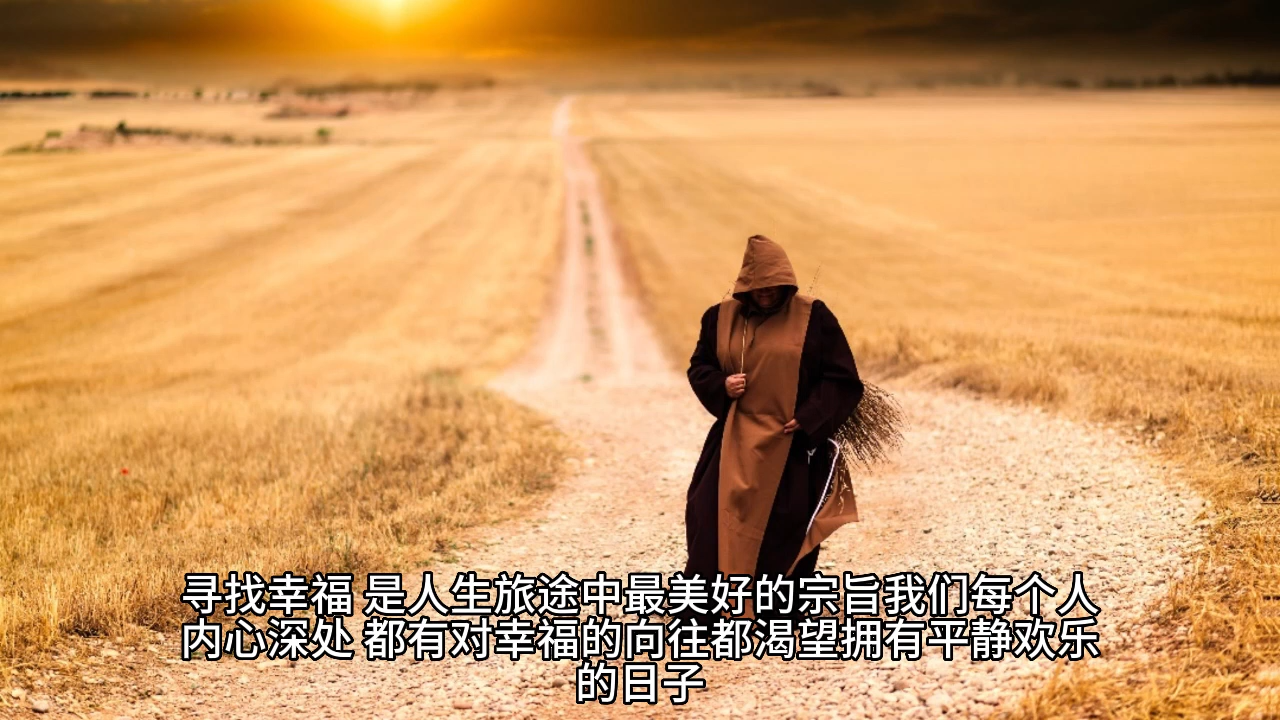 寻找幸福 是人生旅途中最美好的宗旨我们每个人
内心深处 都有对幸福的向往都渴望拥有平静欢乐
的日子